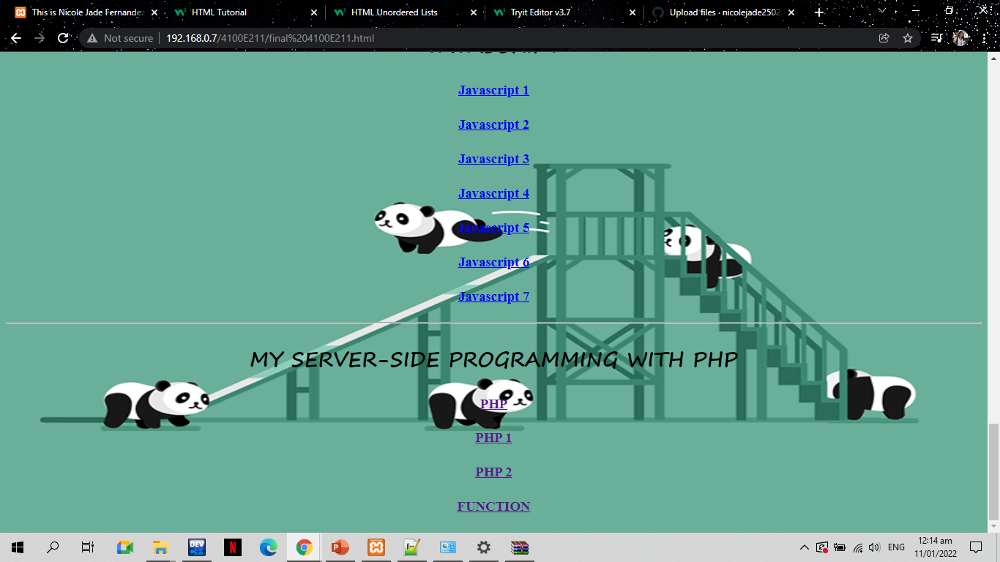 This is Nicole Jade Fernandez
HTML Tutorial
HTML Unordered Lists
Tryit Editor v3.7
Upload files · nicolejade2502
Not secure
192.168.0.7/4100E211/final%204100E211.html
Javascript 1
Javascript 2
Javascript 3
Javascript 4
Javascript 5
Javascript 6
Javascript 7
MY SERVER-SIDE PROGRAMMING WITH PHP
PHP
PHP 1
PHP 2
FUNCTION
DEV
N
P
ENG
12:14 am
11/01/2022